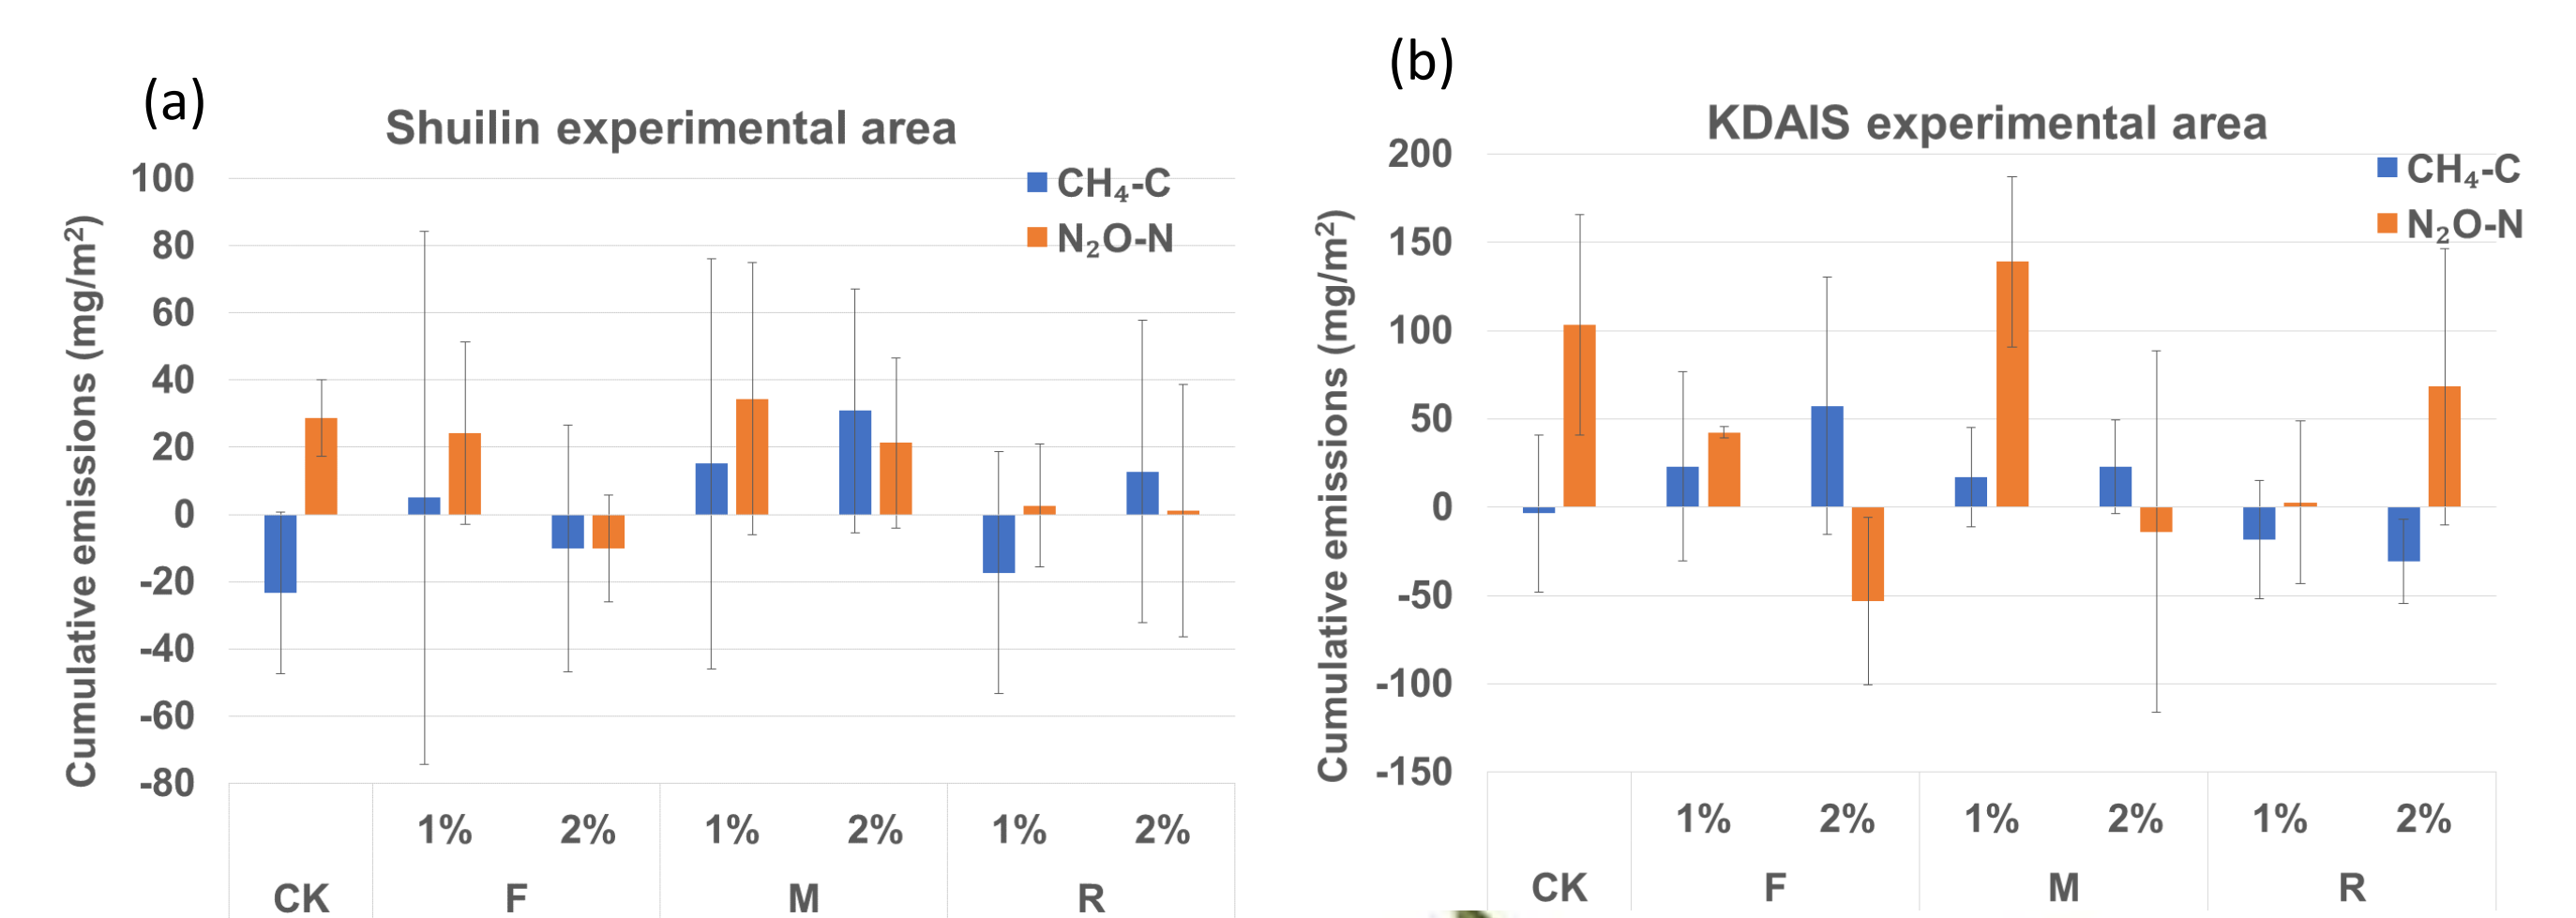 (a)
Shuilin experimental area
CH₄-C
N₂O-N
Cumulative emissions (mg/m²)
100
80
60
40
20
0
-20
-40
-60
-80
1% 2% 1% 2% 1% 2%
CK F M R
(b)
KDAIS experimental area
CH₄-C
N₂O-N
Cumulative emissions (mg/m²)
200
150
100
50
0
-50
-100
-150
1% 2% 1% 2% 1% 2%
CK F M R